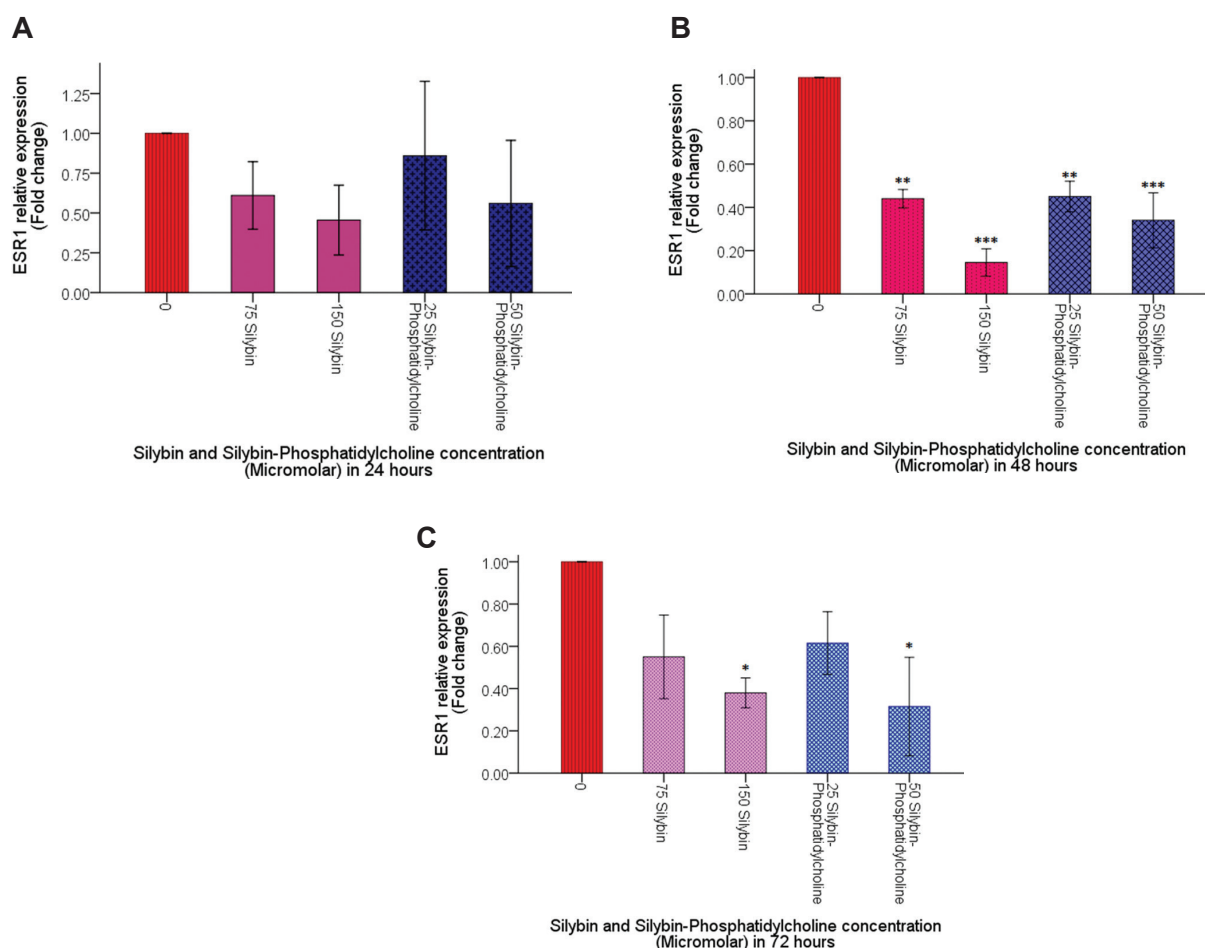 A
ESR1 relative expression
(Fold change)
1.25
1.00
0.75
0.50
0.25
0.00
0
75 Silybin
150 Silybin
25 Silybin-
Phosphatidylcholine
50 Silybin-
Phosphatidylcholine
Silybin and Silybin-Phosphatidylcholine concentration
(Micromolar) in 24 hours
B
ESR1 relative expression
(Fold change)
1.00
0.80
0.60
0.40
0.20
0.00
**
***
**
***
0
75 Silybin
150 Silybin
25 Silybin-
Phosphatidylcholine
50 Silybin-
Phosphatidylcholine
Silybin and Silybin-Phosphatidylcholine concentration
(Micromolar) in 48 hours
C
ESR1 relative expression
(Fold change)
1.00
0.80
0.60
0.40
0.20
0.00
*
*
0
75 Silybin
150 Silybin
25 Silybin-
Phosphatidylcholine
50 Silybin-
Phosphatidylcholine
Silybin and Silybin-Phosphatidylcholine concentration
(Micromolar) in 72 hours